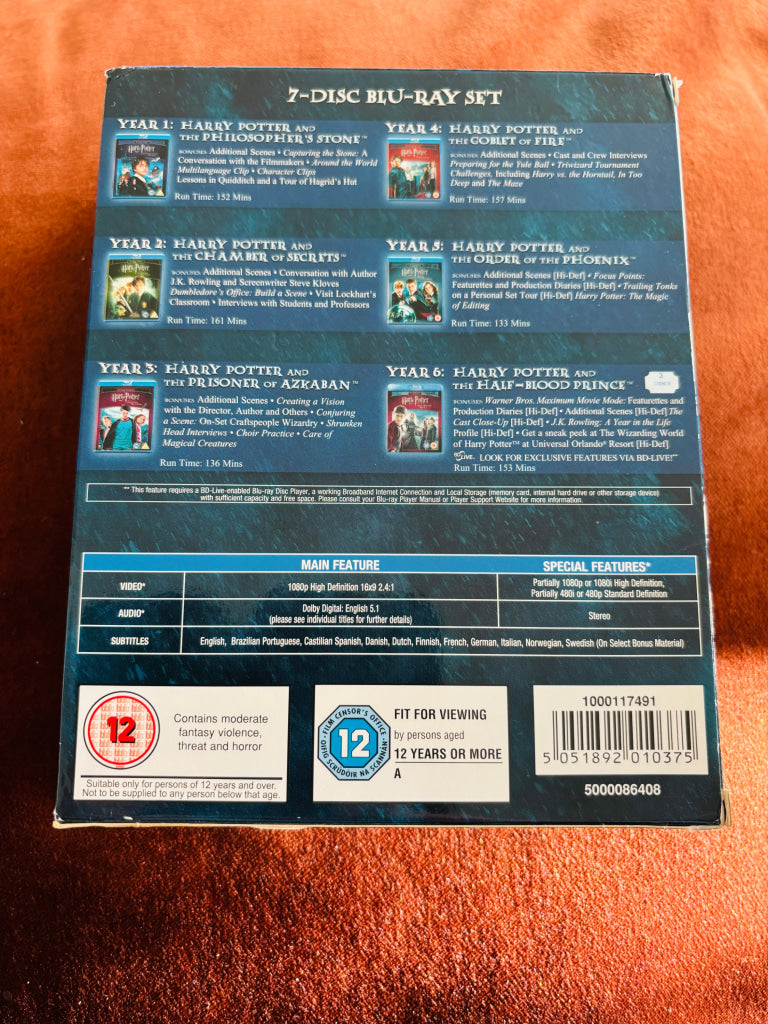 7-DISC BLU-RAY SET
YEAR 1: HARRY POTTER AND
THE PHILOSOPHER'S STONE™
BONUSES: Additional Scenes • Capturing the Stone: A
Conversation with the Filmmakers • Around the World
Multilanguage Clip • Character Clips
Lessons in Quidditch and a Tour of Hagrid's Hut
Run Time: 152 Mins
YEAR 2: HARRY POTTER AND
THE CHAMBER OF SECRETS™
BONUSES: Additional Scenes • Conversation with Author
J.K. Rowling and Screenwriter Steve Kloves
Dumbledore's Office: Build a Scene • Visit Lockhart's
Classroom • Interviews with Students and Professors
Run Time: 161 Mins
YEAR 3: HARRY POTTER AND
THE PRISONER OF AZKABAN™
BONUSES: Additional Scenes • Creating a Vision
with the Director, Author and Others • Conjuring
a Scene: On-Set Craftspeople Wizardry • Shrunken
Head Interviews • Choir Practice • Care of
Magical Creatures
Run Time: 136 Mins
YEAR 4: HARRY POTTER AND
THE GOBLET OF FIRE™
BONUSES: Additional Scenes • Cast and Crew Interviews
Preparing for the Yule Ball • Triwizard Tournament
Challenges, Including Harry vs. the Horntail, In Too
Deep and The Maze
Run Time: 157 Mins
YEAR 5: HARRY POTTER AND
THE ORDER OF THE PHOENIX™
BONUSES: Additional Scenes [Hi-Def] • Focus Points:
Featurettes and Production Diaries [Hi-Def] • Trailing Tonks
on a Personal Set Tour [Hi-Def] Harry Potter: The Magic
of Editing
Run Time: 133 Mins
YEAR 6: HARRY POTTER AND
THE HALF-BLOOD PRINCE™
2
DISCS
BONUSES: Warner Bros. Maximum Movie Mode: Featurettes and
Production Diaries [Hi-Def] • Additional Scenes [Hi-Def] The
Cast Close-Up [Hi-Def] • J.K. Rowling: A Year in the Life
Profile [Hi-Def] • Get a sneak peek at The Wizarding World
of Harry Potter™ at Universal Orlando® Resort [Hi-Def]
BD Live LOOK FOR EXCLUSIVE FEATURES VIA BD-LIVE!**
Run Time: 153 Mins
** This feature requires a BD-Live-enabled Blu-ray Disc Player, a working Broadband Internet Connection and Local Storage (memory card, internal hard drive or other storage device)
with sufficient capacity and free space. Please consult your Blu-ray Player Manual or Player Support Website for more information.
MAIN FEATURE SPECIAL FEATURES*
VIDEO* 1080p High Definition 16x9 2.4:1 Partially 1080p or 1080i High Definition,
Partially 480i or 480p Standard Definition
AUDIO* Dolby Digital: English 5.1
(please see individual titles for further details) Stereo
SUBTITLES English, Brazilian Portuguese, Castilian Spanish, Danish, Dutch, Finnish, French, German, Italian, Norwegian, Swedish (On Select Bonus Material)
12
Contains moderate
fantasy violence,
threat and horror
Suitable only for persons of 12 years and over.
Not to be supplied to any person below that age.
FILM CENSOR'S OFFICE
12
OIFIG SCRÚDÓIR NA SCANNÁN
FIT FOR VIEWING
by persons aged
12 YEARS OR MORE
A
1000117491
5 051892 010375
5000086408